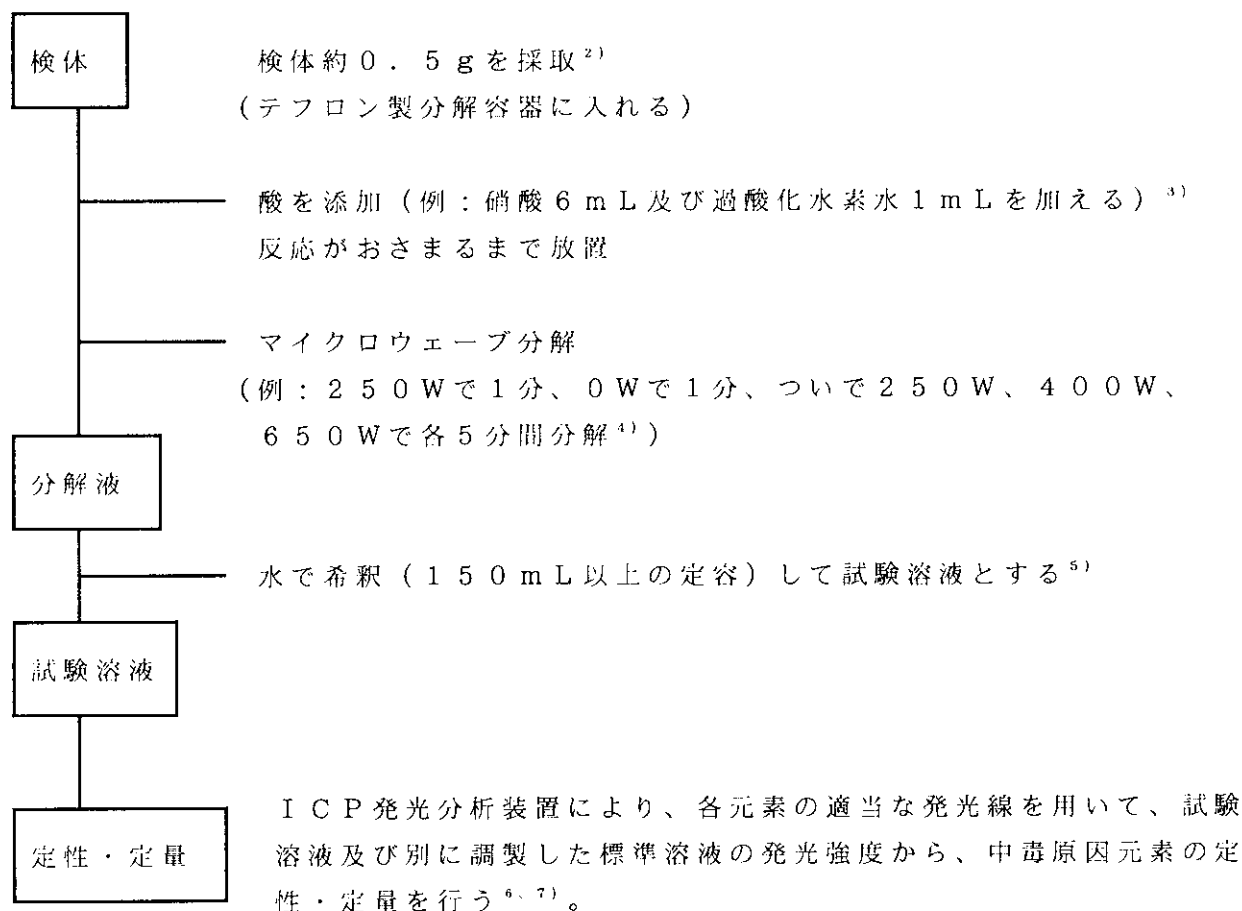 検体
検体約0．5gを採取²⁾
(テフロン製分解容器に入れる)
酸を添加(例：硝酸6mL及び過酸化水素水1mLを加える)³⁾
反応がおさまるまで放置
マイクロウェーブ分解
(例：250Wで1分、0Wで1分、ついで250W、400W、
650Wで各5分間分解⁴⁾)
分解液
水で希釈(150mL以上の定容)して試験溶液とする⁵⁾
試験溶液
定性・定量
ICP発光分析装置により、各元素の適当な発光線を用いて、試験
溶液及び別に調製した標準溶液の発光強度から、中毒原因元素の定
性・定量を行う⁶、⁷⁾。